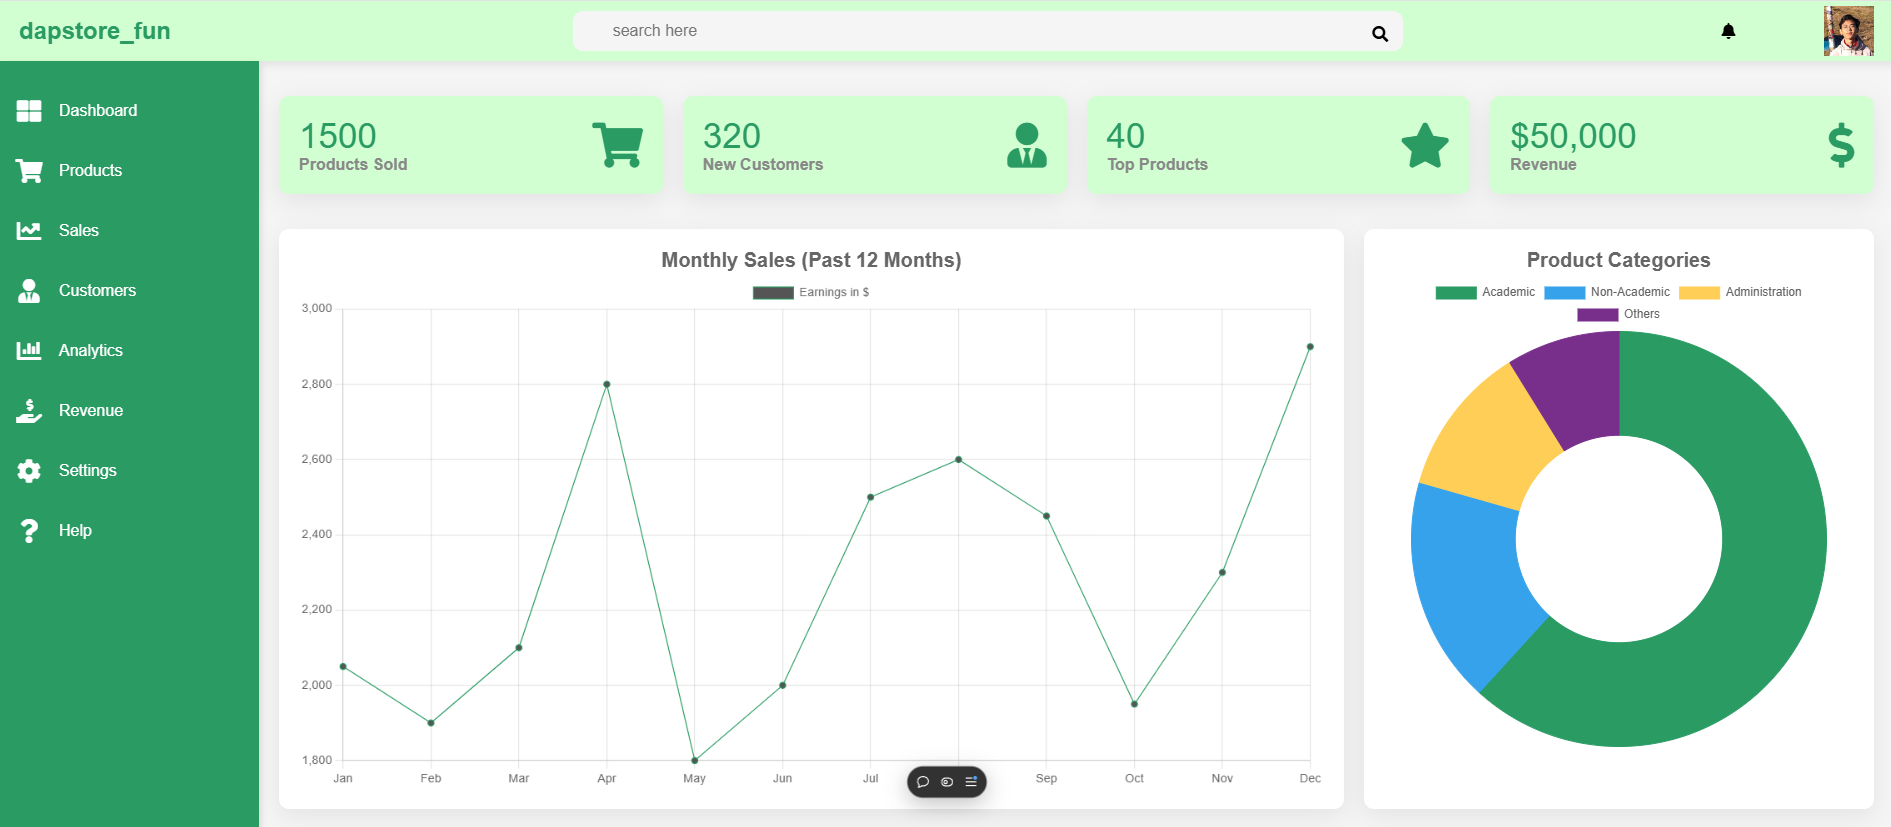 dapstore_fun
search here
Dashboard
Products
Sales
Customers
Analytics
Revenue
Settings
Help
1500
Products Sold
320
New Customers
40
Top Products
$50,000
Revenue
$
Monthly Sales (Past 12 Months)
Earnings in $
3,000
2,800
2,600
2,400
2,200
2,000
1,800
Jan Feb Mar Apr May Jun Jul Sep Oct Nov Dec
Product Categories
Academic Non-Academic Administration
Others